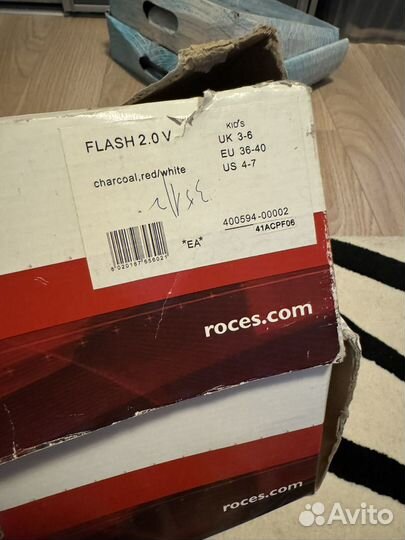 FLASH 2.0 V
KID's
UK 3-6
EU 36-40
US 4-7
charcoal,red/white
400594-00002
41ACPF06
*EA*
8020187656021
roces.com
roces.com
Avito